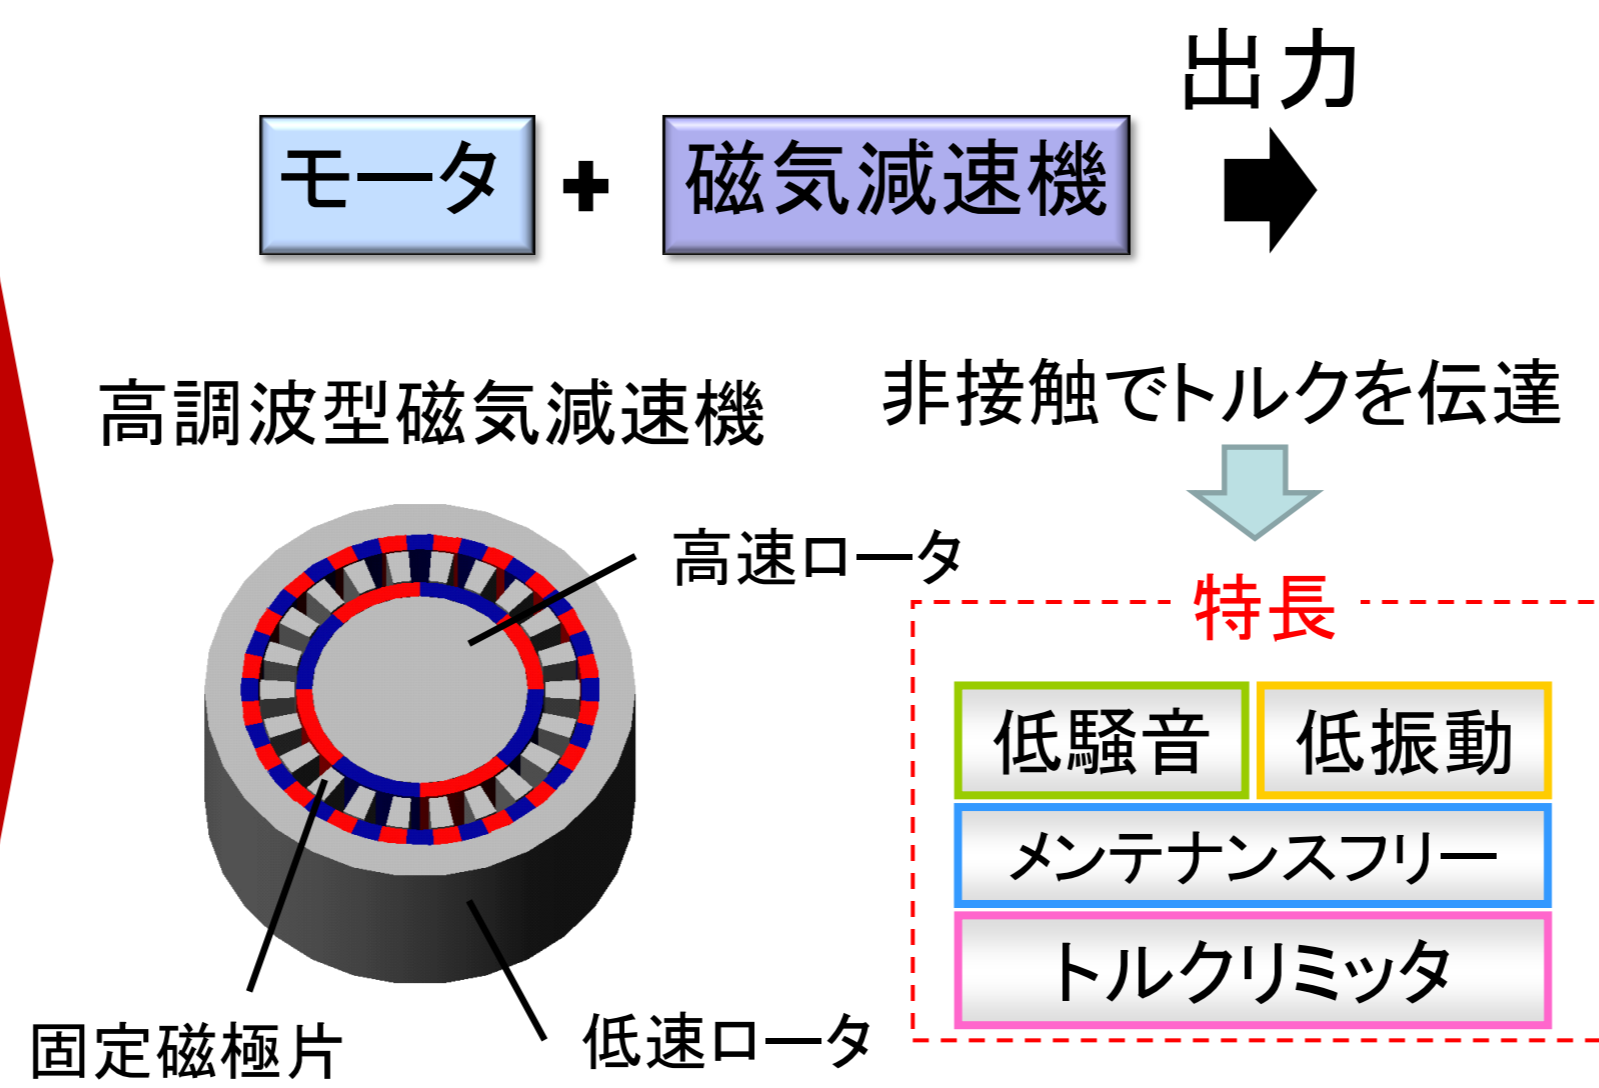 出力
モータ + 磁気減速機
高調波型磁気減速機
非接触でトルクを伝達
高速ロータ
特長
低騒音 低振動
メンテナンスフリー
トルクリミッタ
固定磁極片
低速ロータ